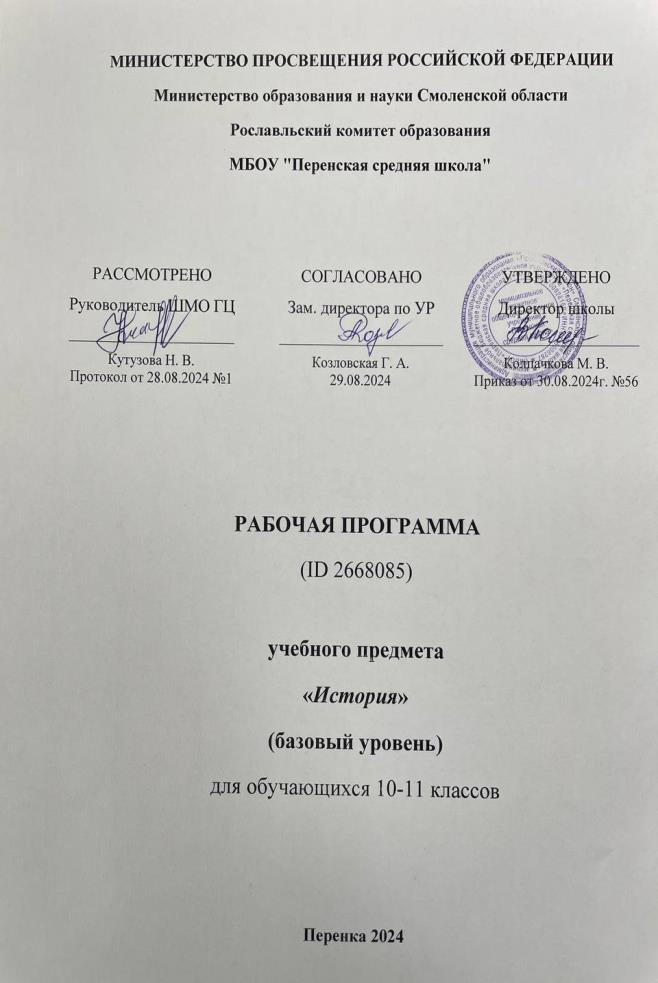 МИНИСТЕРСТВО ПРОСВЕЩЕНИЯ РОССИЙСКОЙ ФЕДЕРАЦИИ
Министерство образования и науки Смоленской области
Рославльский комитет образования
МБОУ "Перенская средняя школа"
РАССМОТРЕНО
Руководитель ШМО ГЦ
Кутузова Н. В.
Протокол от 28.08.2024 №1
СОГЛАСОВАНО
Зам. директора по УР
Козловская Г. А.
29.08.2024
УТВЕРЖДЕНО
Директор школы
Колпачкова М. В.
Приказ от 30.08.2024г. №56
РАБОЧАЯ ПРОГРАММА
(ID 2668085)
учебного предмета
«История»
(базовый уровень)
для обучающихся 10-11 классов
Перенка 2024